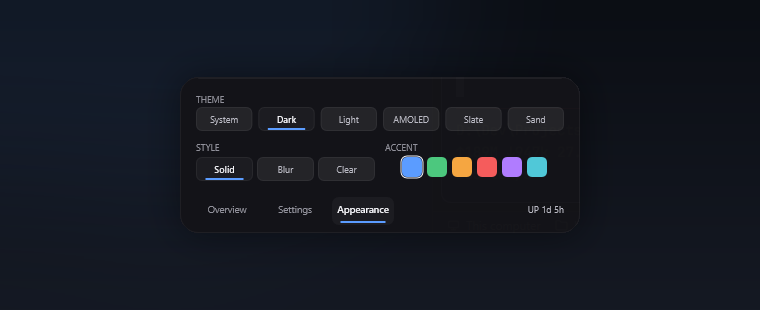 THEME
System Dark Light AMOLED Slate Sand
STYLE ACCENT
Solid Blur Clear
Overview Settings Appearance UP 1d 5h